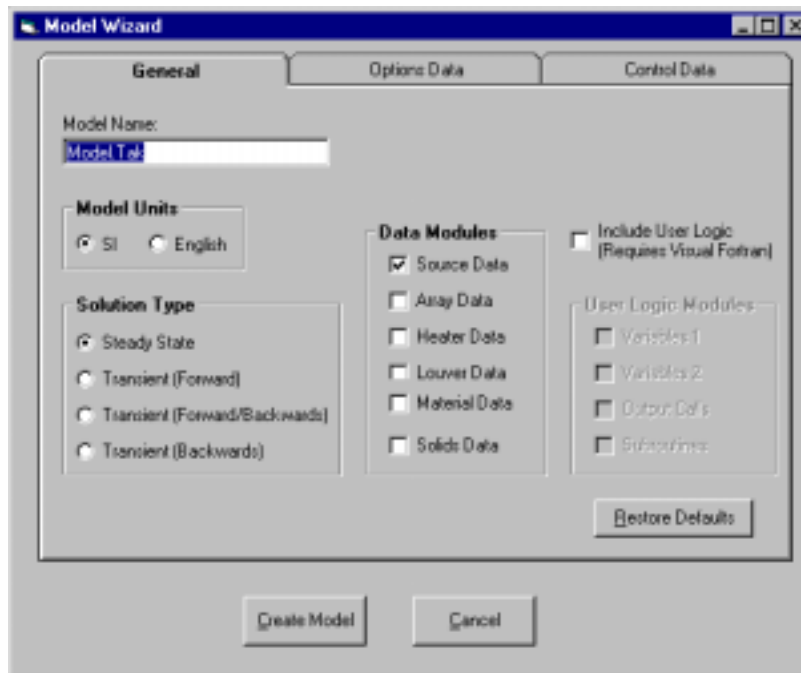 Model Wizard
General
Options Data
Control Data
Model Name:
Model.Tak
Model Units
SI
English
Solution Type
Steady State
Transient (Forward)
Transient (Forward/Backwards)
Transient (Backwards)
Data Modules
Source Data
Array Data
Heater Data
Louver Data
Material Data
Solids Data
Include User Logic
(Requires Visual Fortran)
User Logic Modules
Variables 1
Variables 2
Output Calls
Subroutines
Restore Defaults
Create Model
Cancel